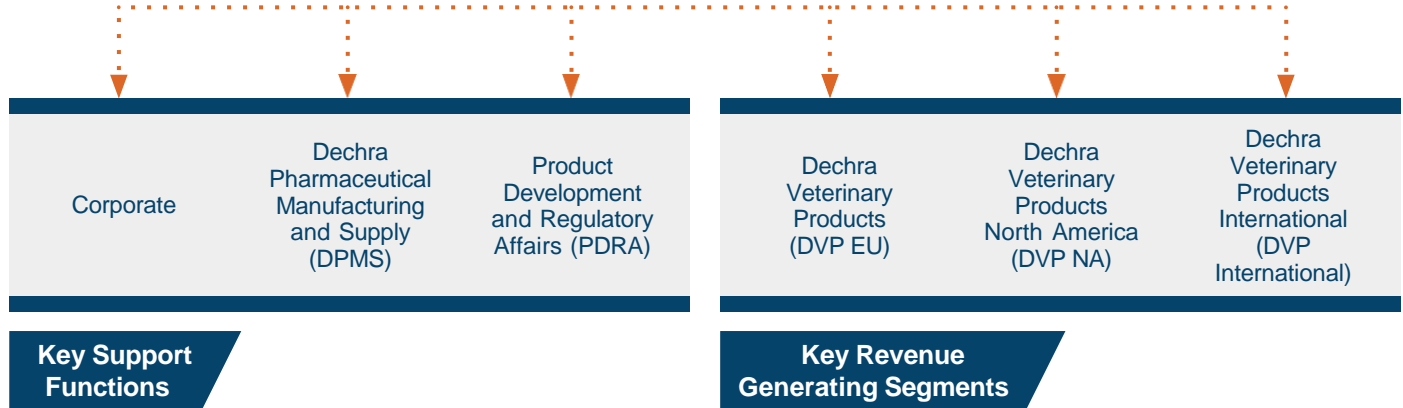 Corporate
Dechra
Pharmaceutical
Manufacturing
and Supply
(DPMS)
Product
Development
and Regulatory
Affairs (PDRA)
Dechra
Veterinary
Products
(DVP EU)
Dechra
Veterinary
Products
North America
(DVP NA)
Dechra
Veterinary
Products
International
(DVP
International)
Key Support
Functions
Key Revenue
Generating Segments